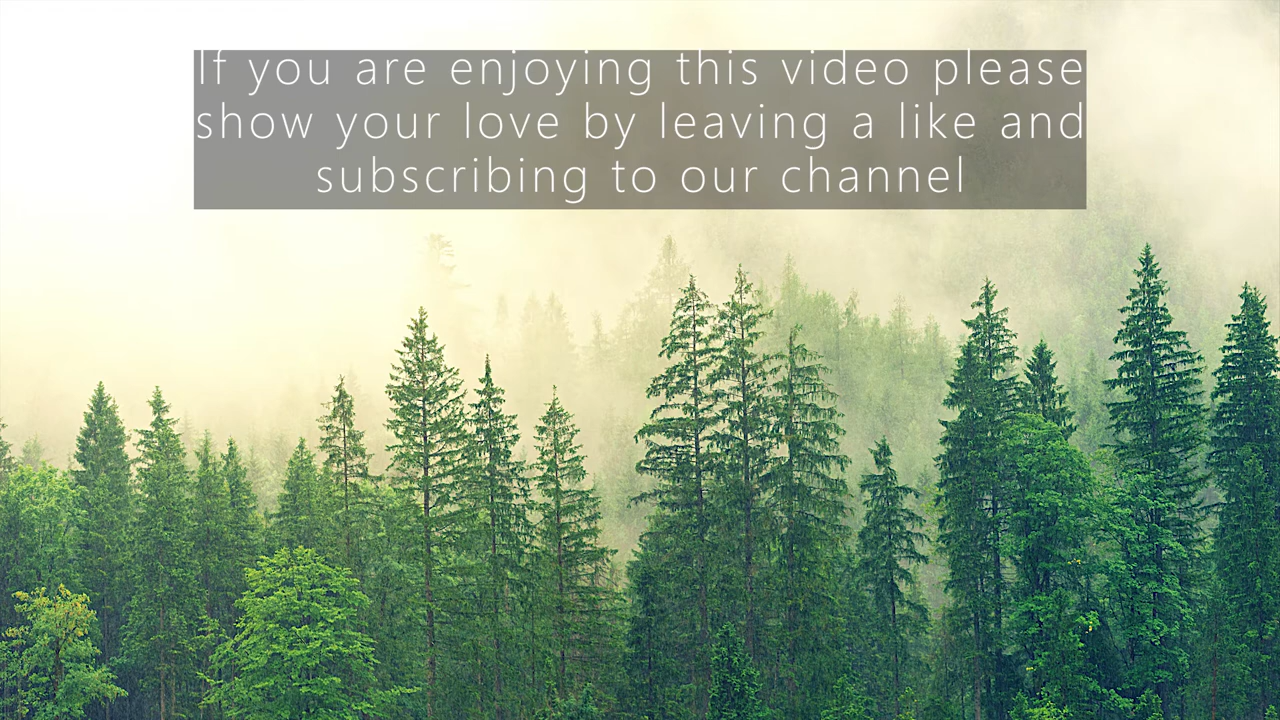 If you are enjoying this video please
show your love by leaving a like and
subscribing to our channel